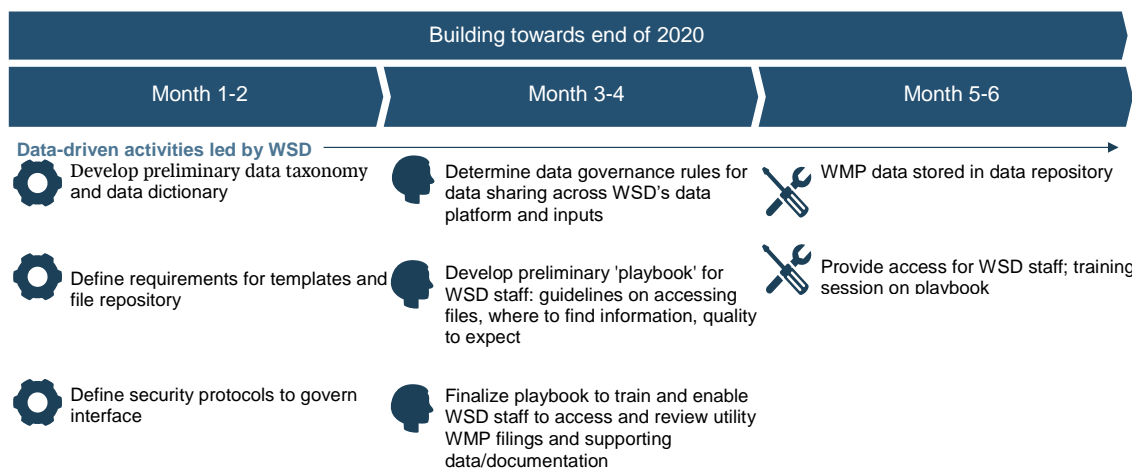 Building towards end of 2020
Month 1-2
Month 3-4
Month 5-6
Data-driven activities led by WSD
Develop preliminary data taxonomy
and data dictionary
Define requirements for templates and
file repository
Define security protocols to govern
interface
Determine data governance rules for
data sharing across WSD’s data
platform and inputs
Develop preliminary 'playbook' for
WSD staff: guidelines on accessing
files, where to find information, quality
to expect
Finalize playbook to train and enable
WSD staff to access and review utility
WMP filings and supporting
data/documentation
WMP data stored in data repository
Provide access for WSD staff; training
session on playbook